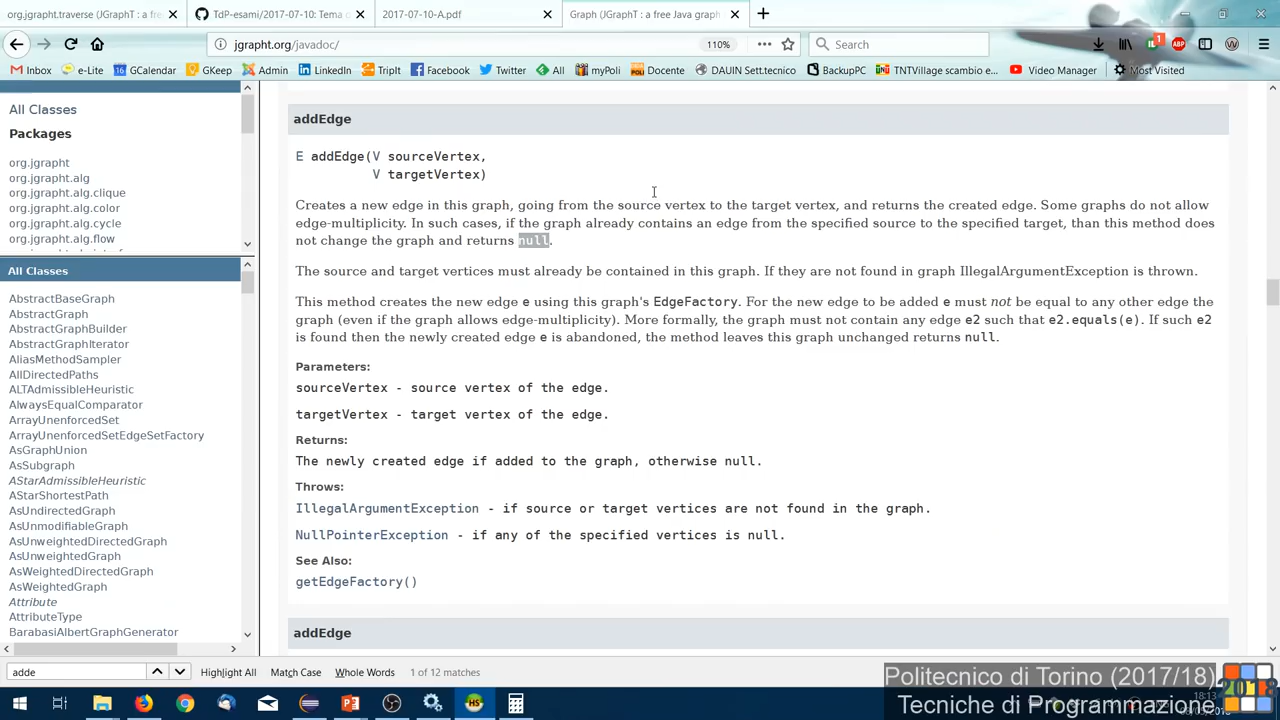 org.jgrapht.traverse (JGraphT : a fre
TdP-esami/2017-07-10: Tema d
2017-07-10-A.pdf
Graph (JGraphT : a free Java graph
jgrapht.org/javadoc/
110%
Search
Inbox
e-Lite
GCalendar
GKeep
Admin
LinkedIn
TripIt
Facebook
Twitter
All
myPoli
Docente
DAUIN Sett.tecnico
BackupPC
TNTVillage scambio e...
Video Manager
Most Visited
All Classes
Packages
org.jgrapht
org.jgrapht.alg
org.jgrapht.alg.clique
org.jgrapht.alg.color
org.jgrapht.alg.cycle
org.jgrapht.alg.flow
All Classes
AbstractBaseGraph
AbstractGraph
AbstractGraphBuilder
AbstractGraphIterator
AliasMethodSampler
AllDirectedPaths
ALTAdmissibleHeuristic
AlwaysEqualComparator
ArrayUnenforcedSet
ArrayUnenforcedSetEdgeSetFactory
AsGraphUnion
AsSubgraph
AStarAdmissibleHeuristic
AStarShortestPath
AsUndirectedGraph
AsUnmodifiableGraph
AsUnweightedDirectedGraph
AsUnweightedGraph
AsWeightedDirectedGraph
AsWeightedGraph
Attribute
AttributeType
BarabasiAlbertGraphGenerator
addEdge
E addEdge(V sourceVertex,
V targetVertex)
Creates a new edge in this graph, going from the source vertex to the target vertex, and returns the created edge. Some graphs do not allow
edge-multiplicity. In such cases, if the graph already contains an edge from the specified source to the specified target, than this method does
not change the graph and returns null.
The source and target vertices must already be contained in this graph. If they are not found in graph IllegalArgumentException is thrown.
This method creates the new edge e using this graph's EdgeFactory. For the new edge to be added e must not be equal to any other edge the
graph (even if the graph allows edge-multiplicity). More formally, the graph must not contain any edge e2 such that e2.equals(e). If such e2
is found then the newly created edge e is abandoned, the method leaves this graph unchanged returns null.
Parameters:
sourceVertex - source vertex of the edge.
targetVertex - target vertex of the edge.
Returns:
The newly created edge if added to the graph, otherwise null.
Throws:
IllegalArgumentException - if source or target vertices are not found in the graph.
NullPointerException - if any of the specified vertices is null.
See Also:
getEdgeFactory()
addEdge
adde
Highlight All
Match Case
Whole Words
1 of 12 matches
Politecnico di Torino (2017/18)
Tecniche di Programmazione
2018
18:13